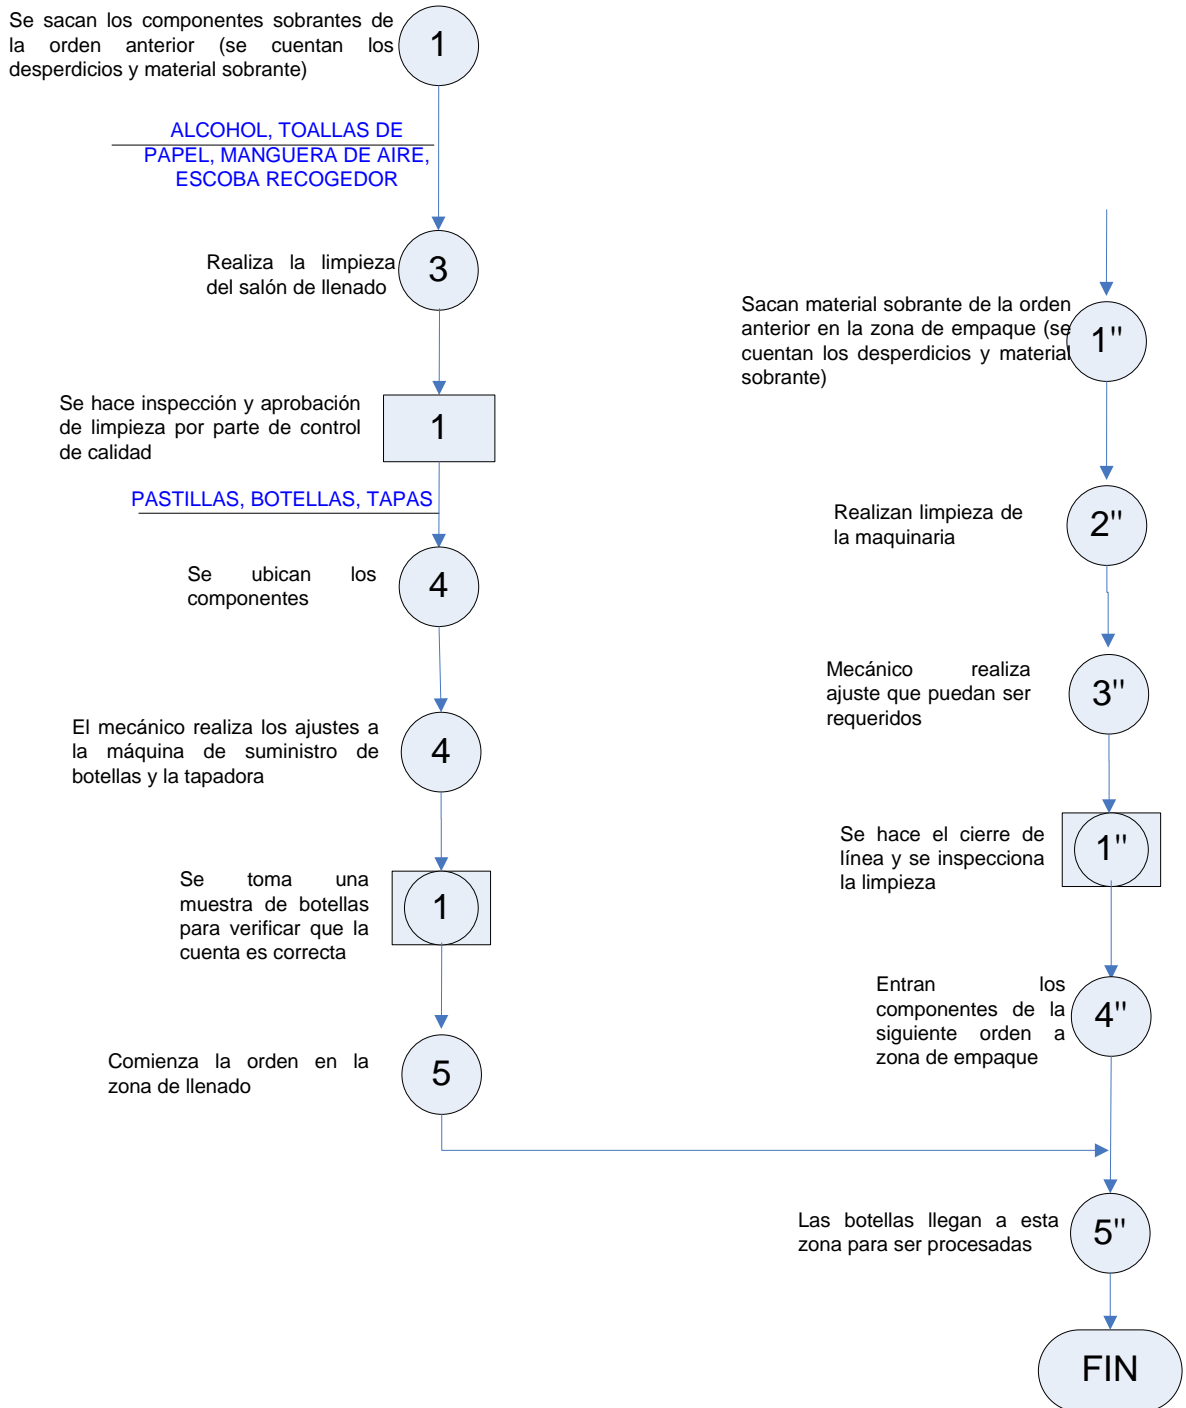 Se sacan los componentes sobrantes de
la orden anterior (se cuentan los
desperdicios y material sobrante)
1
ALCOHOL, TOALLAS DE
PAPEL, MANGUERA DE AIRE,
ESCOBA RECOGEDOR
Realiza la limpieza
del salón de llenado
3
Se hace inspección y aprobación
de limpieza por parte de control
de calidad
1
PASTILLAS, BOTELLAS, TAPAS
Se ubican los
componentes
4
El mecánico realiza los ajustes a
la máquina de suministro de
botellas y la tapadora
4
Se toma una
muestra de botellas
para verificar que la
cuenta es correcta
1
Comienza la orden en la
zona de llenado
5
Sacan material sobrante de la orden
anterior en la zona de empaque (se
cuentan los desperdicios y material
sobrante)
1"
Realizan limpieza de
la maquinaria
2"
Mecánico realiza
ajuste que puedan ser
requeridos
3"
Se hace el cierre de
línea y se inspecciona
la limpieza
1"
Entran los
componentes de la
siguiente orden a
zona de empaque
4"
Las botellas llegan a esta
zona para ser procesadas
5"
FIN